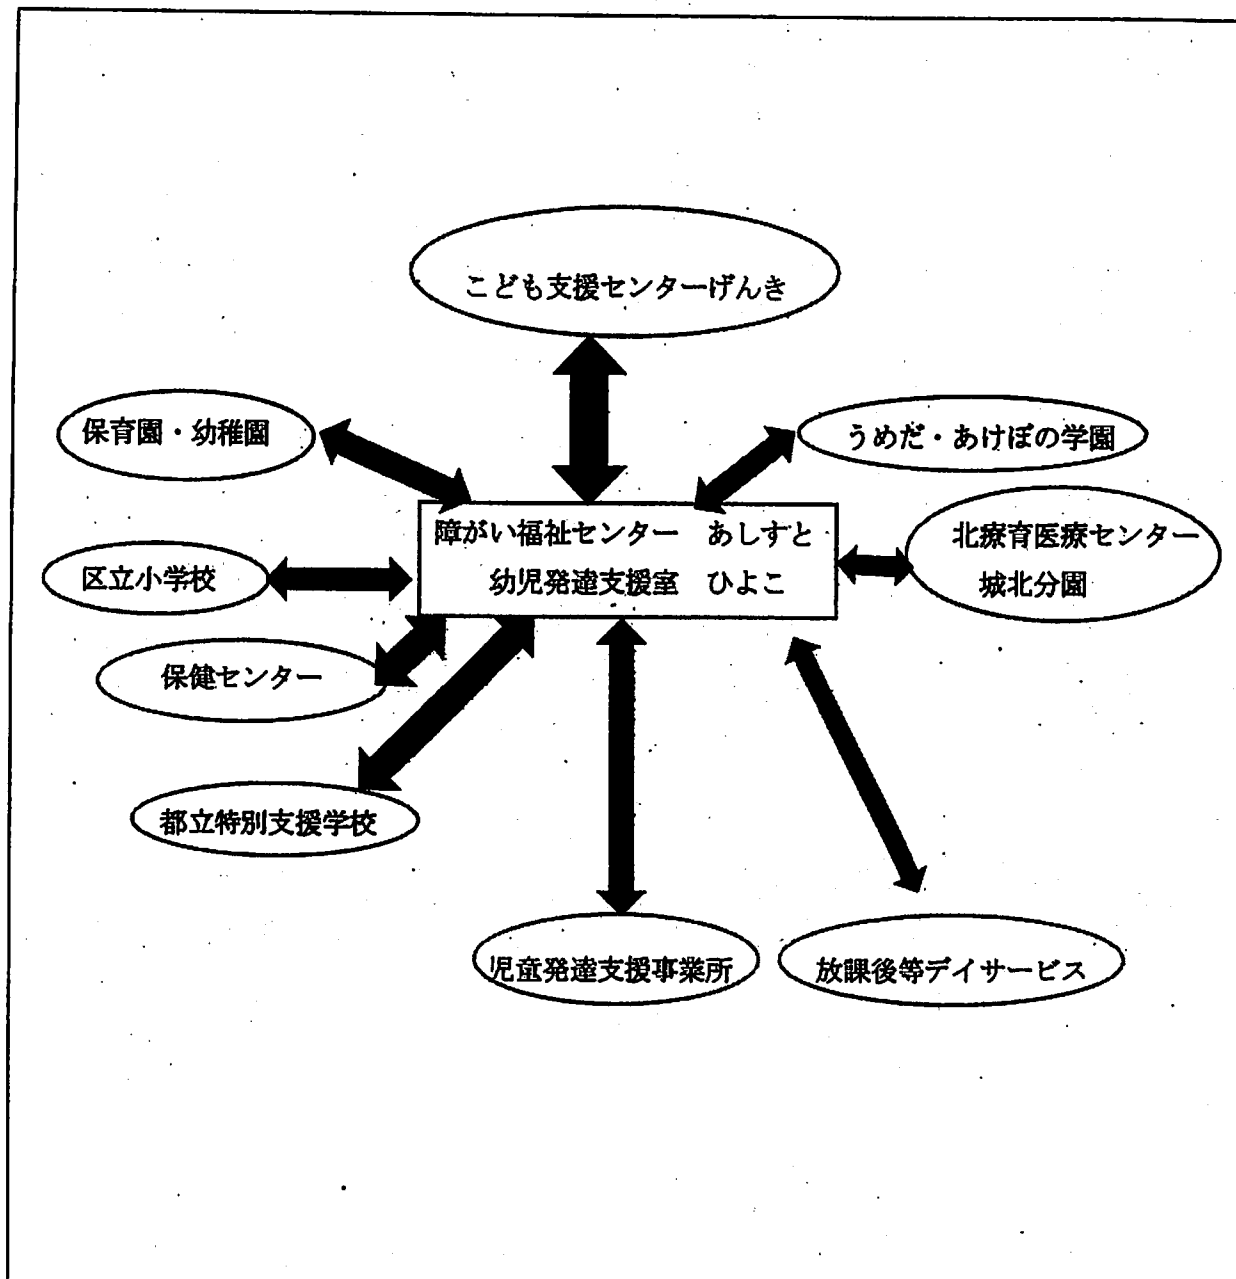 こども支援センターげんき
保育園・幼稚園
うめだ・あけぼの学園
障がい福祉センター　あしすと
幼児発達支援室　ひよこ
北療育医療センター
城北分園
区立小学校
保健センター
都立特別支援学校
児童発達支援事業所
放課後等デイサービス